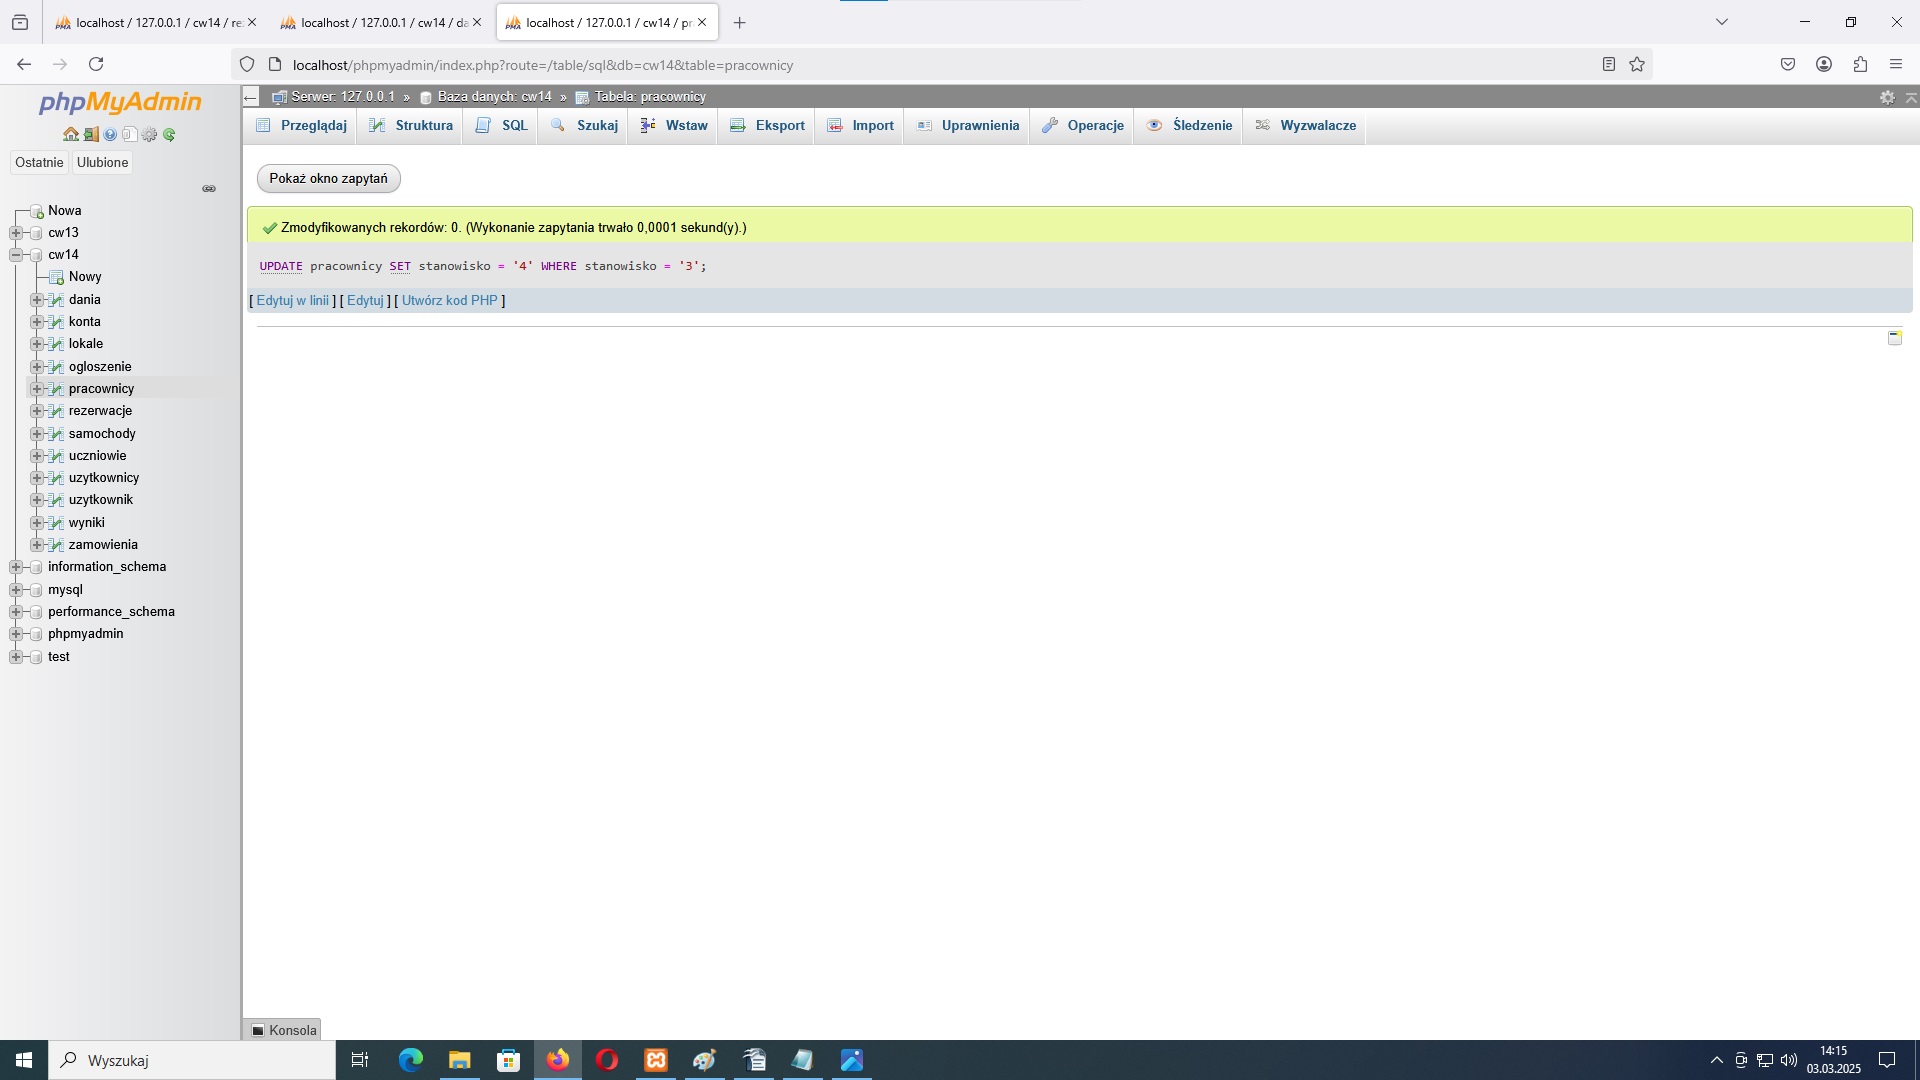 localhost / 127.0.0.1 / cw14 / re
localhost / 127.0.0.1 / cw14 / da
localhost / 127.0.0.1 / cw14 / pr
localhost/phpmyadmin/index.php?route=/table/sql&db=cw14&table=pracownicy
phpMyAdmin
Ostatnie
Ulubione
Nowa
cw13
cw14
Nowy
dania
konta
lokale
ogloszenie
pracownicy
rezerwacje
samochody
uczniowie
uzytkownicy
uzytkownik
wyniki
zamowienia
information_schema
mysql
performance_schema
phpmyadmin
test
Serwer: 127.0.0.1 » Baza danych: cw14 » Tabela: pracownicy
Przeglądaj
Struktura
SQL
Szukaj
Wstaw
Eksport
Import
Uprawnienia
Operacje
Śledzenie
Wyzwalacze
Pokaż okno zapytań
Zmodyfikowanych rekordów: 0. (Wykonanie zapytania trwało 0,0001 sekund(y).)
UPDATE pracownicy SET stanowisko = '4' WHERE stanowisko = '3';
[ Edytuj w linii ] [ Edytuj ] [ Utwórz kod PHP ]
Konsola
Wyszukaj
14:15
03.03.2025